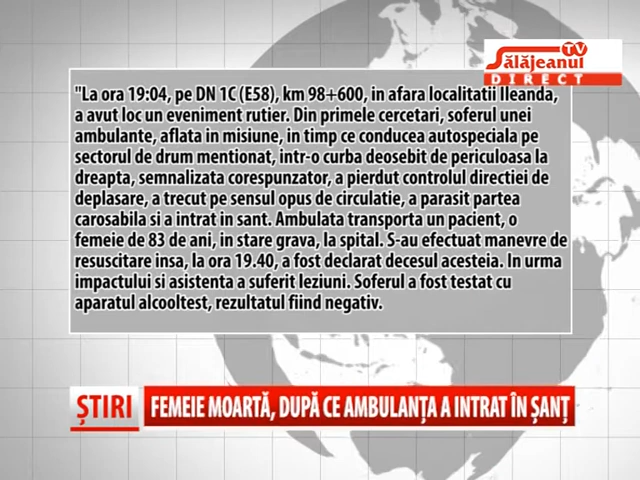 Sălăjeanul TV
DIRECT
"La ora 19:04, pe DN 1C (E58), km 98+600, in afara localitatii Ileanda,
a avut loc un eveniment rutier. Din primele cercetari, soferul unei
ambulante, aflata in misiune, in timp ce conducea autospeciala pe
sectorul de drum mentionat, intr-o curba deosebit de periculoasa la
dreapta, semnalizata corespunzator, a pierdut controlul directiei de
deplasare, a trecut pe sensul opus de circulatie, a parasit partea
carosabila si a intrat in sant. Ambulata transporta un pacient, o
femeie de 83 de ani, in stare grava, la spital. S-au efectuat manevre de
resuscitare insa, la ora 19.40, a fost declarat decesul acesteia. In urma
impactului si asistenta a suferit leziuni. Soferul a fost testat cu
aparatul alcooltest, rezultatul fiind negativ.
ȘTIRI
FEMEIE MOARTĂ, DUPĂ CE AMBULANȚA A INTRAT ÎN ȘANȚ